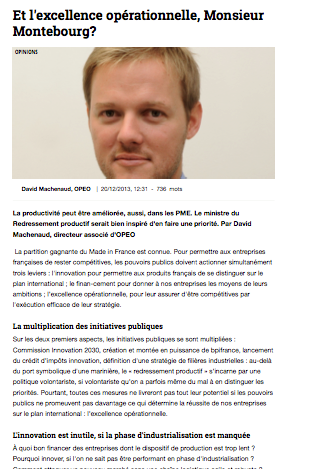 Et l'excellence opérationnelle, Monsieur
Montebourg?
OPINIONS
David Machenaud, OPEO | 20/12/2013, 12:31 - 736 mots
La productivité peut être améliorée, aussi, dans les PME. Le ministre du
Redressement productif serait bien inspiré d'en faire une priorité. Par David
Machenaud, directeur associé d'OPEO
La partition gagnante du Made in France est connue. Pour permettre aux entreprises
françaises de rester compétitives, les pouvoirs publics doivent actionner simultanément
trois leviers : l'innovation pour permettre aux produits français de se distinguer sur le
plan international ; le finan-cement pour donner à nos entreprises les moyens de leurs
ambitions ; l'excellence opérationnelle, pour leur assurer d'être compétitives par
l'exécution efficace de leur stratégie.
La multiplication des initiatives publiques
Sur les deux premiers aspects, les initiatives publiques se sont multipliées :
Commission Innovation 2030, création et montée en puissance de bpifrance, lancement
du crédit d'impôts innovation, définition d'une stratégie de filières industrielles : au-delà
du port symbolique d'une marinière, le « redressement productif » s'incarne par une
politique volontariste, si volontariste qu'on a parfois même du mal à en distinguer les
priorités. Pourtant, toutes ces mesures ne livreront pas tout leur potentiel si les pouvoirs
publics ne promeuvent pas davantage ce qui détermine la réussite de nos entreprises
sur le plan international : l'excellence opérationnelle.
L'innovation est inutile, si la phase d'industrialisation est manquée
À quoi bon financer des entreprises dont le dispositif de production est trop lent ?
Pourquoi innover, si l'on ne sait pas être performant en phase d'industrialisation ?